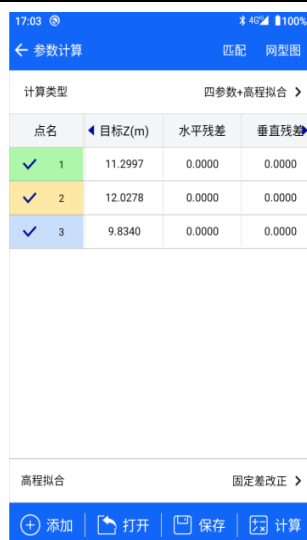 17:03 4G 100%
参数计算 匹配 网型图
计算类型 四参数+高程拟合
点名 目标Z(m) 水平残差 垂直残差
1 11.2997 0.0000 0.0000
2 12.0278 0.0000 0.0000
3 9.8340 0.0000 0.0000
高程拟合 固定差改正
添加 打开 保存 计算